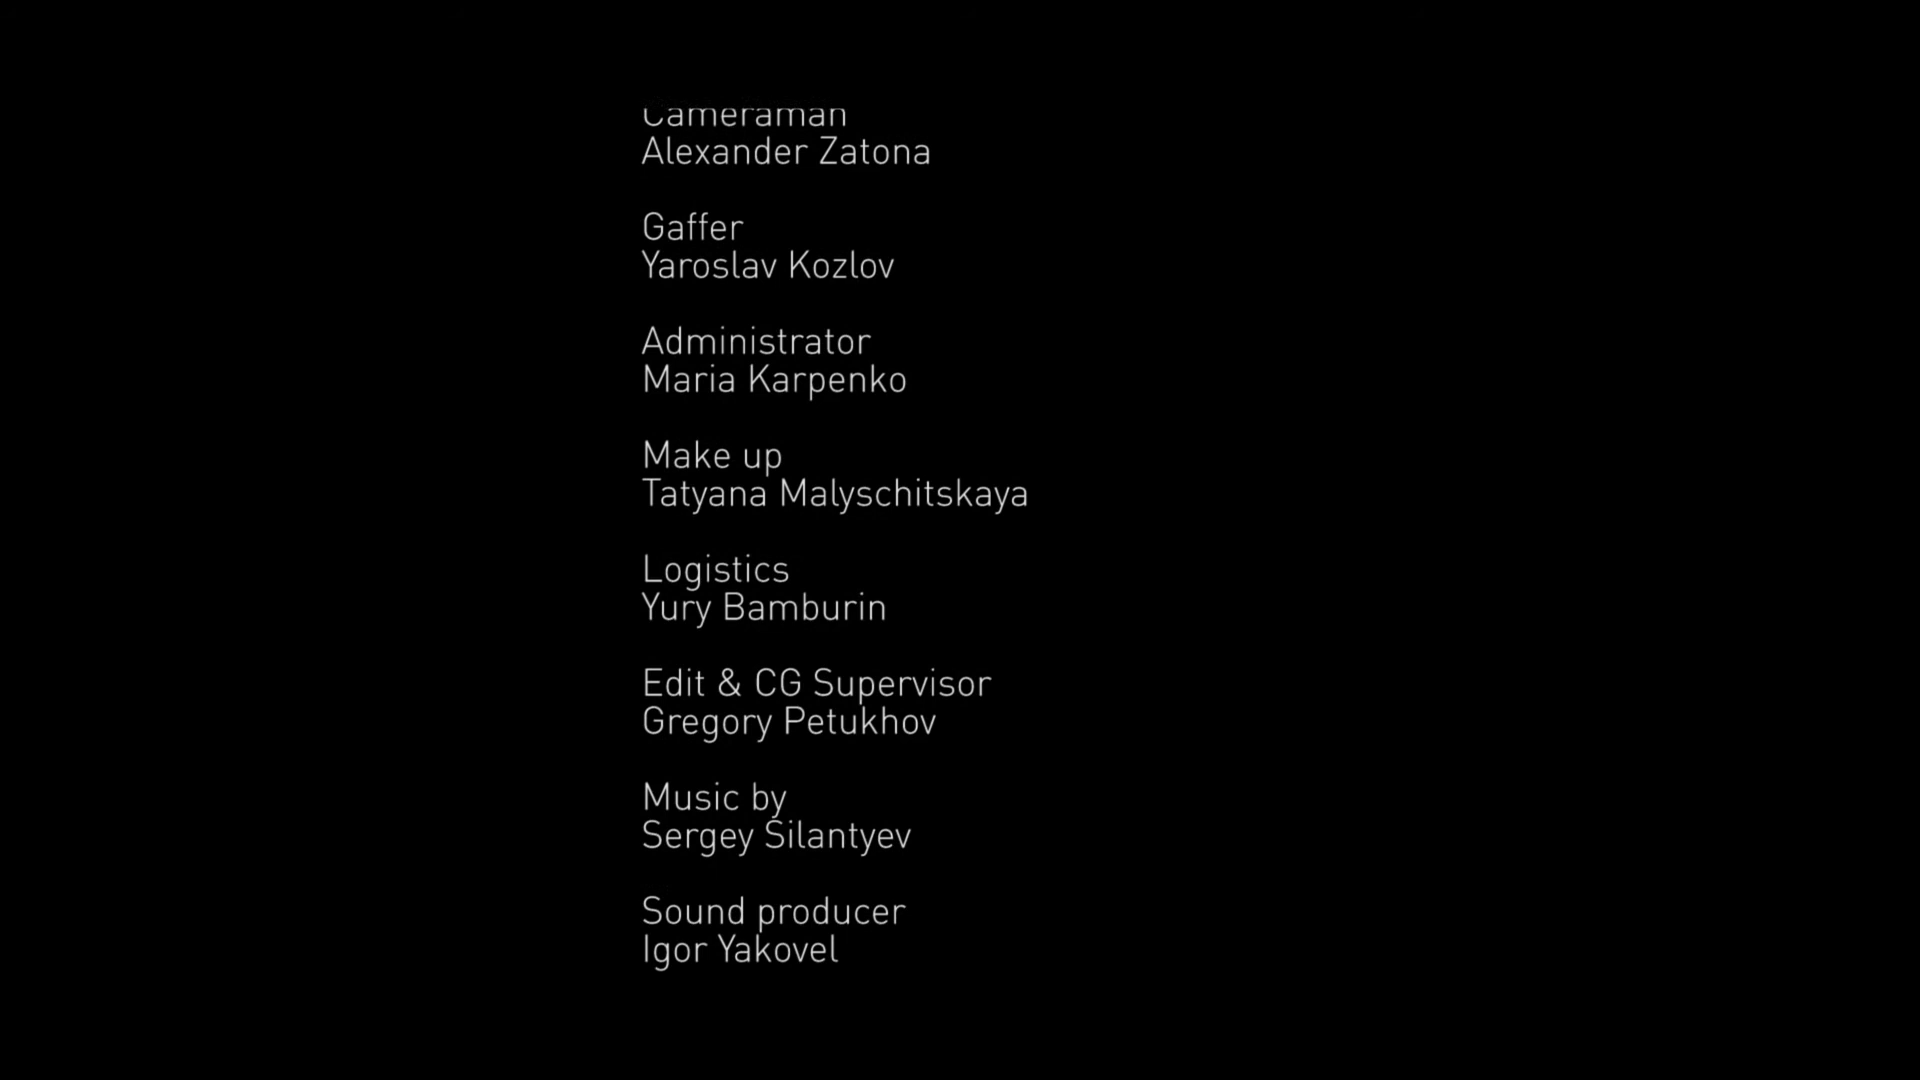 Cameraman
Alexander Zatona
Gaffer
Yaroslav Kozlov
Administrator
Maria Karpenko
Make up
Tatyana Malyschitskaya
Logistics
Yury Bamburin
Edit & CG Supervisor
Gregory Petukhov
Music by
Sergey Silantyev
Sound producer
Igor Yakovel